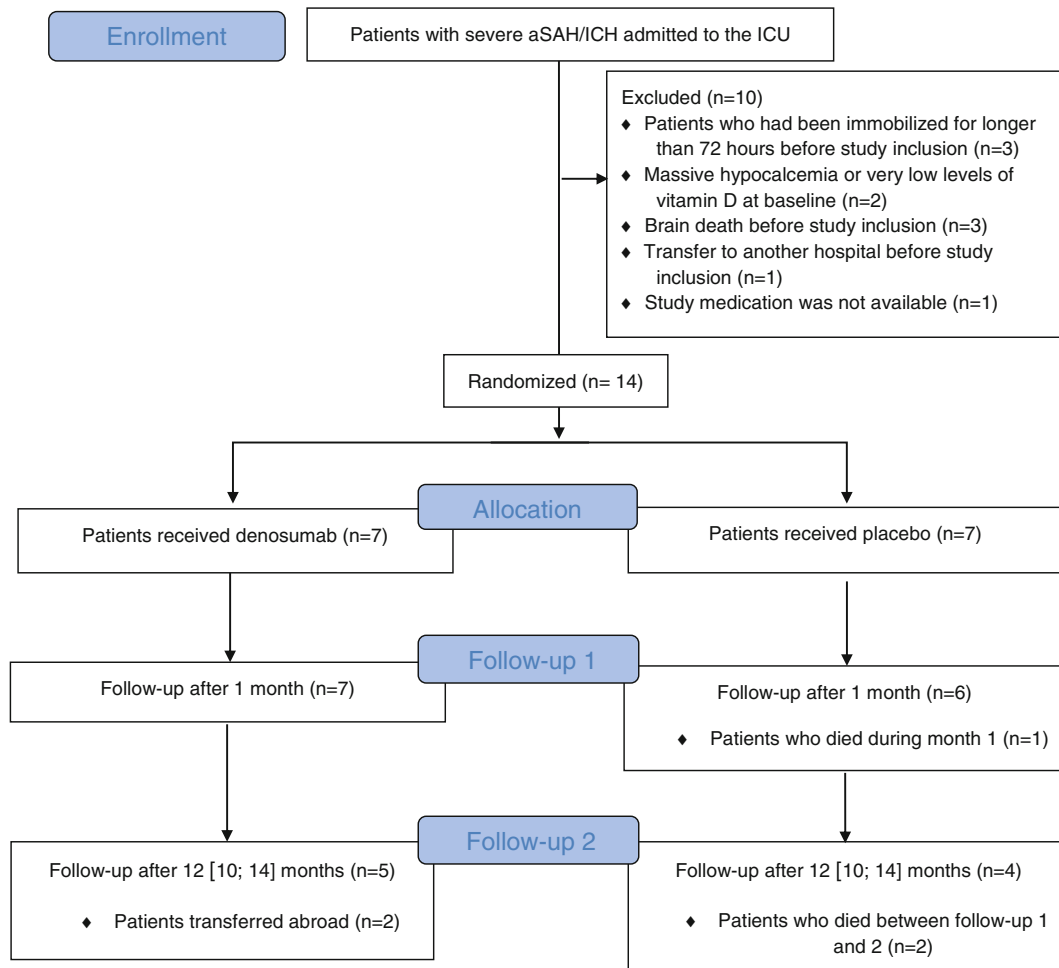 Enrollment
Patients with severe aSAH/ICH admitted to the ICU
Excluded (n=10)
♦ Patients who had been immobilized for longer
than 72 hours before study inclusion (n=3)
♦ Massive hypocalcemia or very low levels of
vitamin D at baseline (n=2)
♦ Brain death before study inclusion (n=3)
♦ Transfer to another hospital before study
inclusion (n=1)
♦ Study medication was not available (n=1)
Randomized (n= 14)
Allocation
Patients received denosumab (n=7)
Patients received placebo (n=7)
Follow-up 1
Follow-up after 1 month (n=7)
Follow-up after 1 month (n=6)
♦ Patients who died during month 1 (n=1)
Follow-up 2
Follow-up after 12 [10; 14] months (n=5)
♦ Patients transferred abroad (n=2)
Follow-up after 12 [10; 14] months (n=4)
♦ Patients who died between follow-up 1
and 2 (n=2)